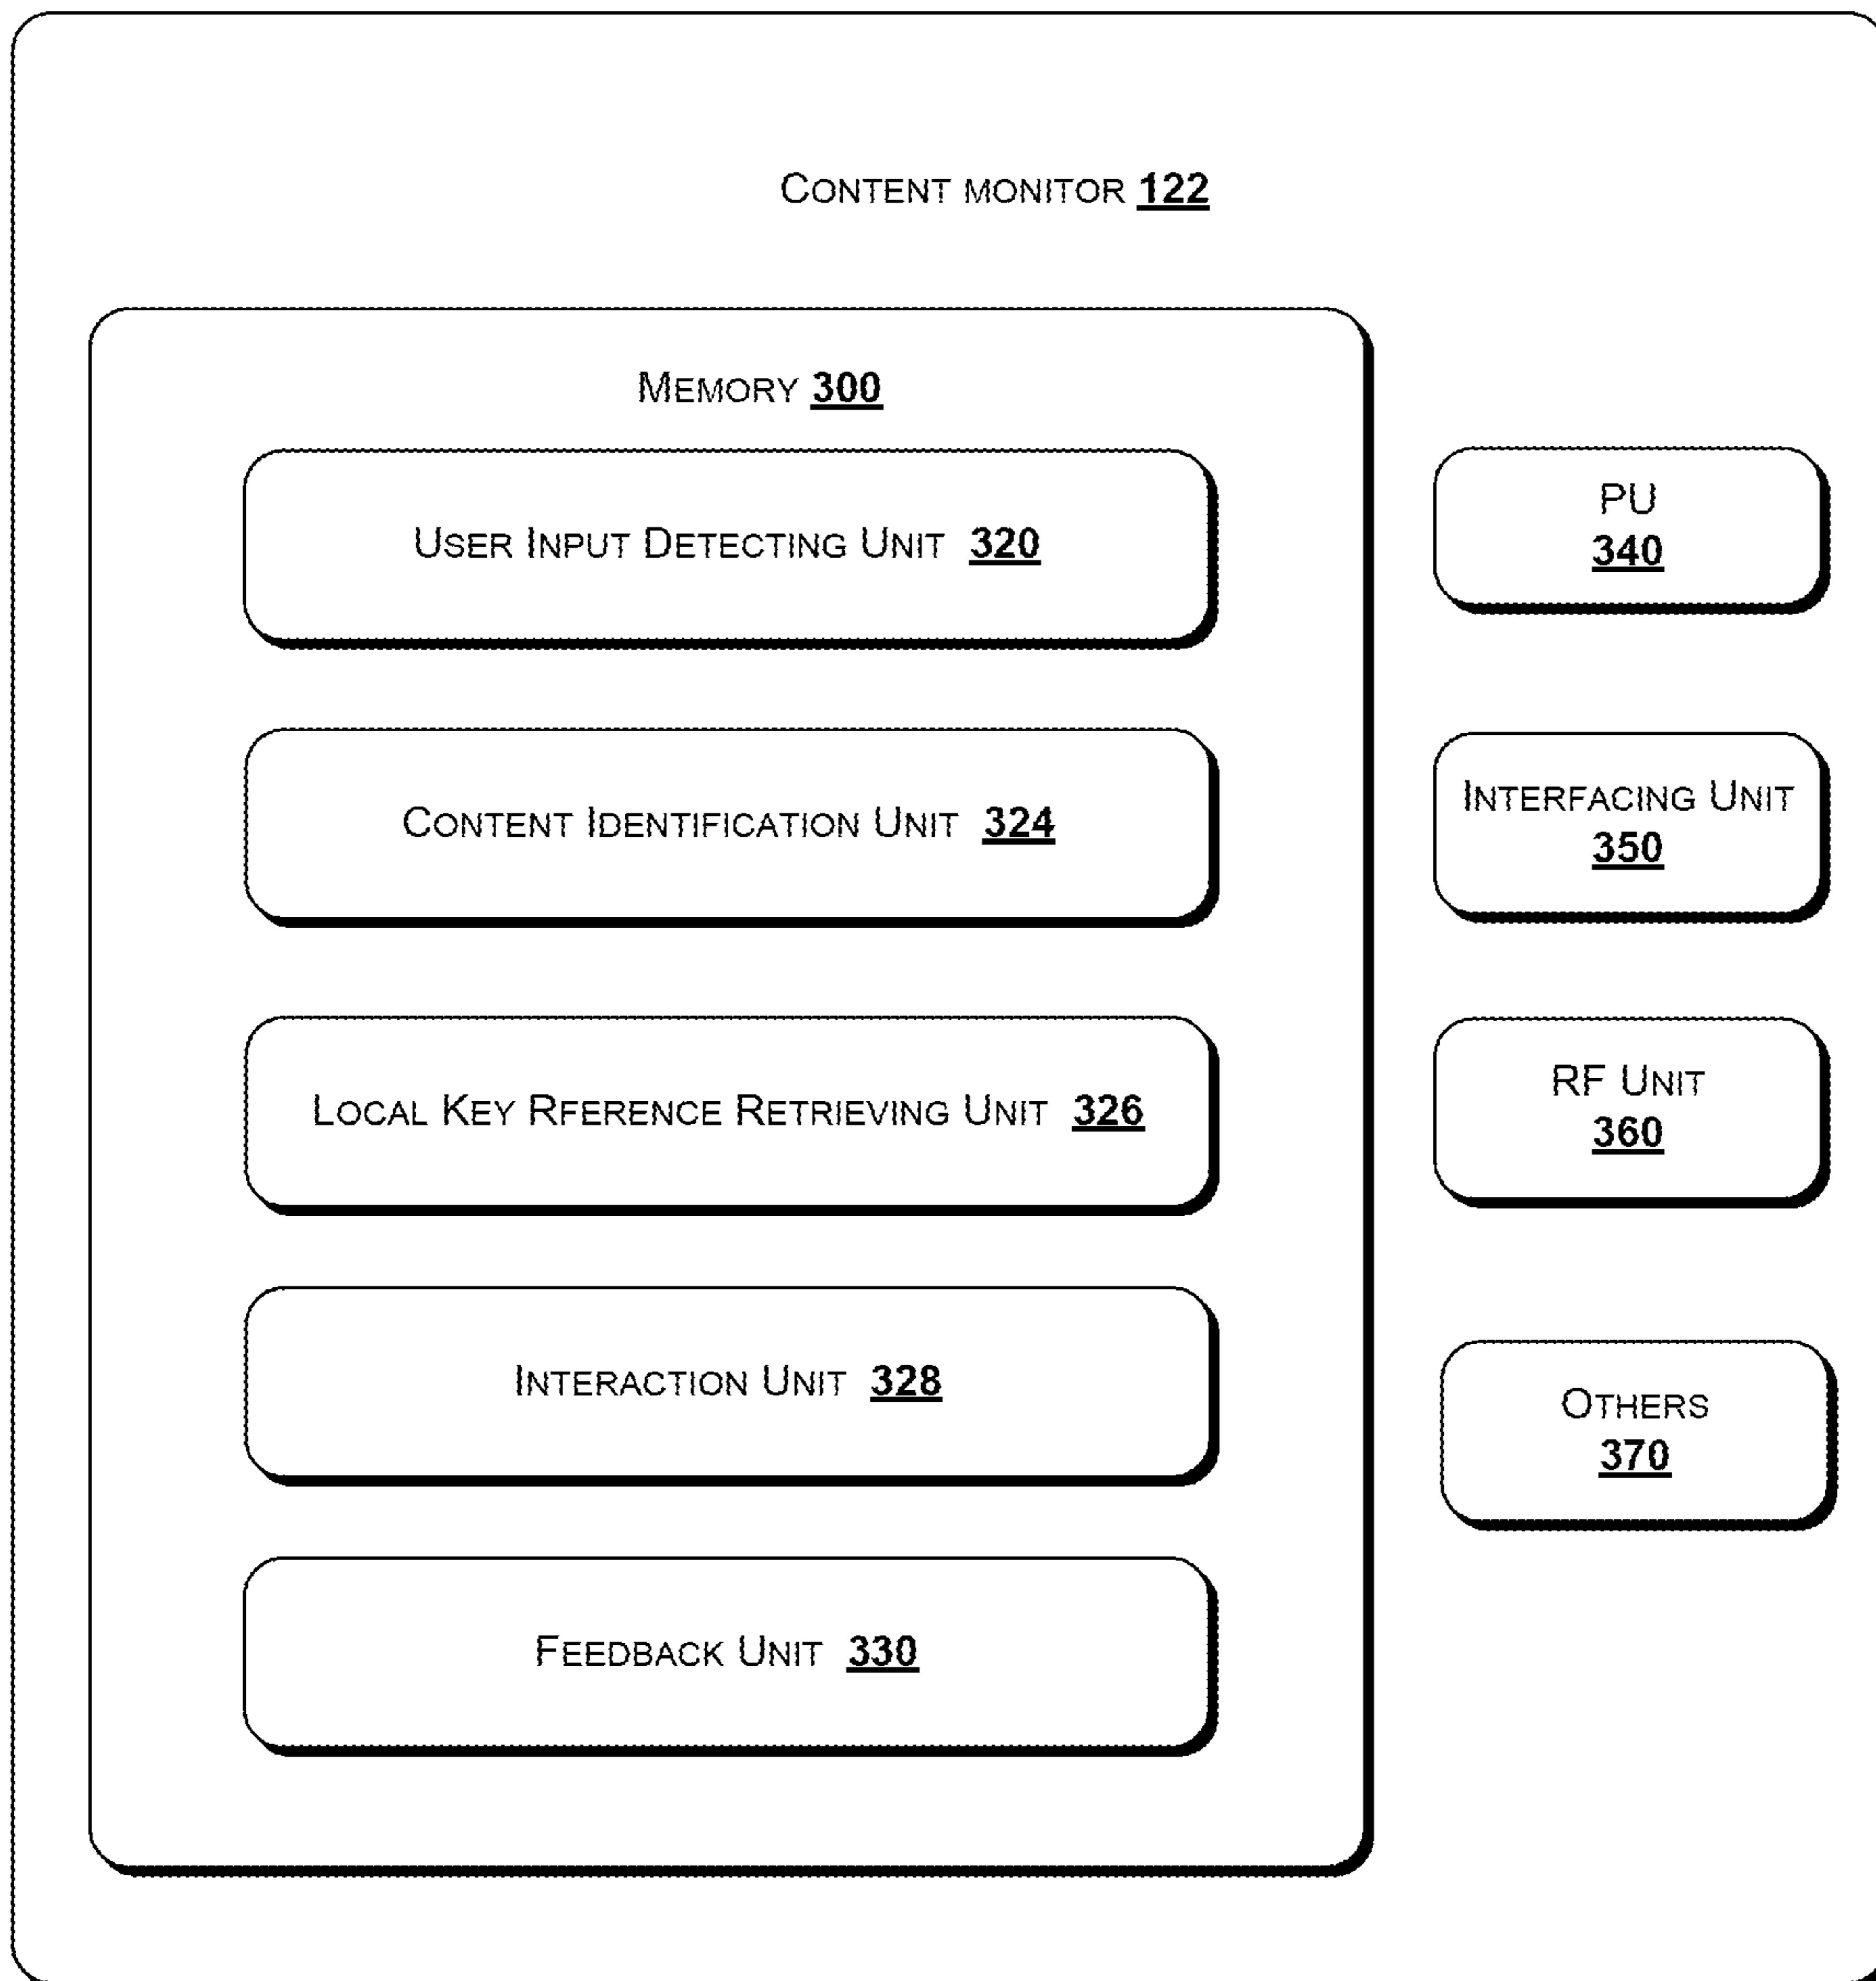 CONTENT MONITOR 122
MEMORY 300
USER INPUT DETECTING UNIT 320
CONTENT IDENTIFICATION UNIT 324
LOCAL KEY RFERENCE RETRIEVING UNIT 326
INTERACTION UNIT 328
FEEDBACK UNIT 330
PU
340
INTERFACING UNIT
350
RF UNIT
360
OTHERS
370